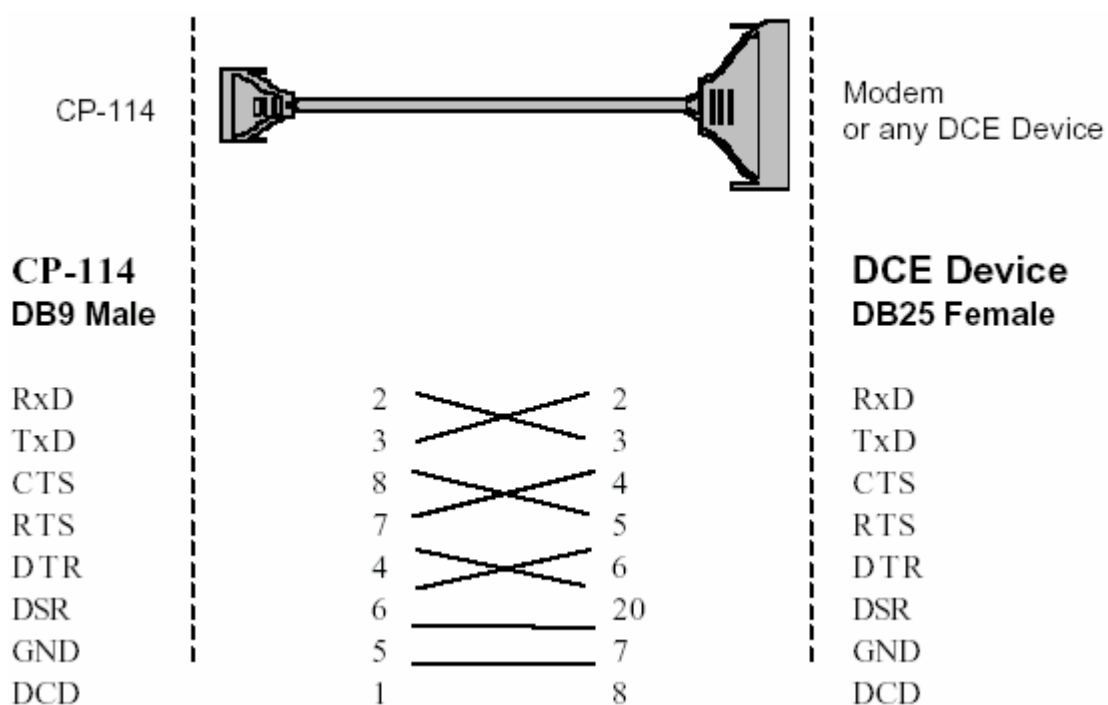 CP-114
Modem
or any DCE Device
CP-114
DB9 Male
DCE Device
DB25 Female
RxD 2 2 RxD
TxD 3 3 TxD
CTS 8 4 CTS
RTS 7 5 RTS
DTR 4 6 DTR
DSR 6 20 DSR
GND 5 7 GND
DCD 1 8 DCD